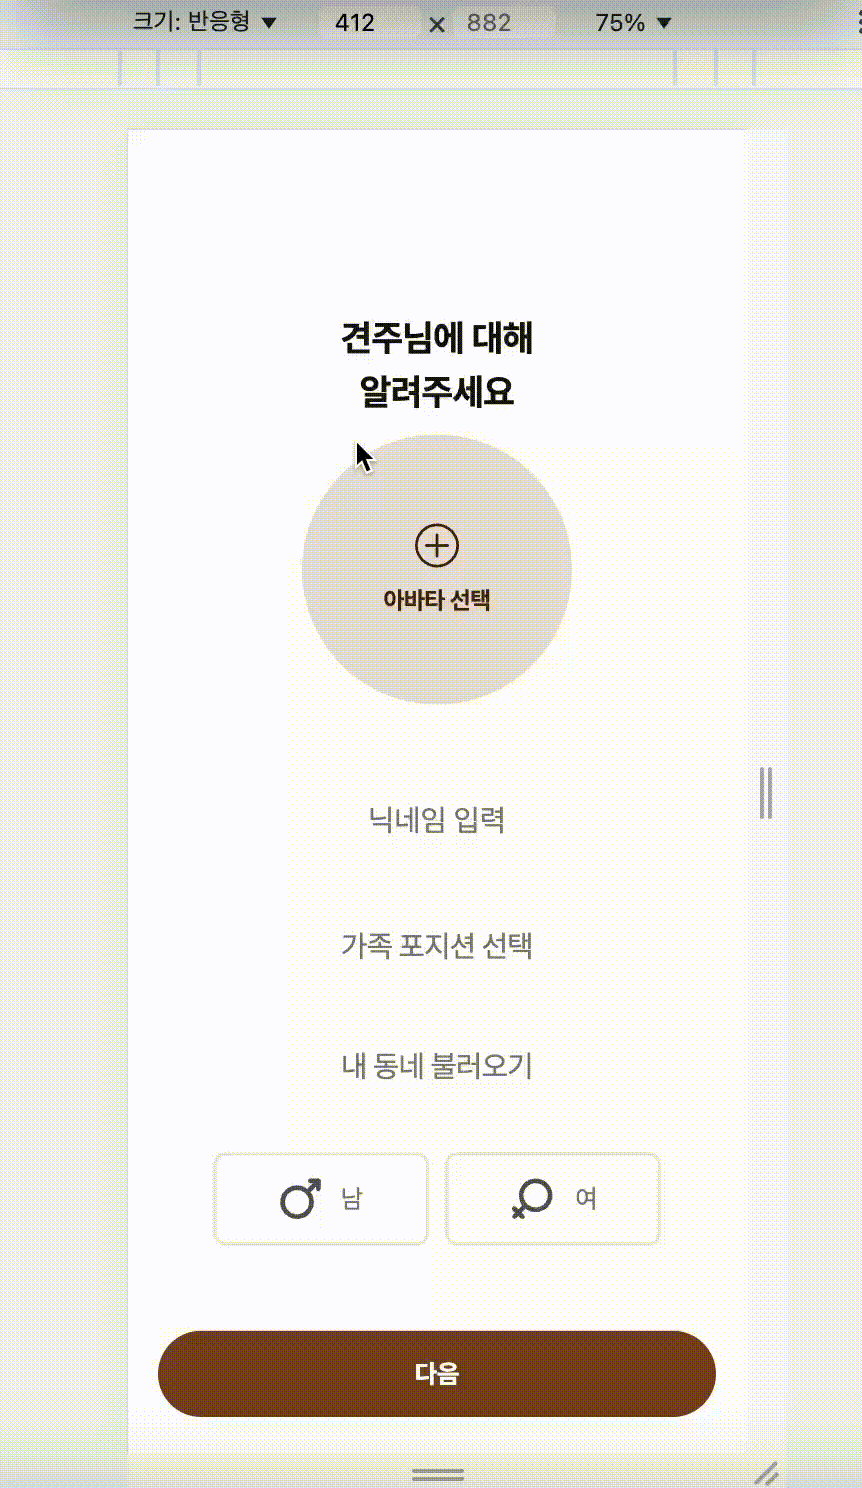 크기: 반응형 ▼ 412 × 882 75% ▼
견주님에 대해
알려주세요
아바타 선택
닉네임 입력
가족 포지션 선택
내 동네 불러오기
남 여
다음